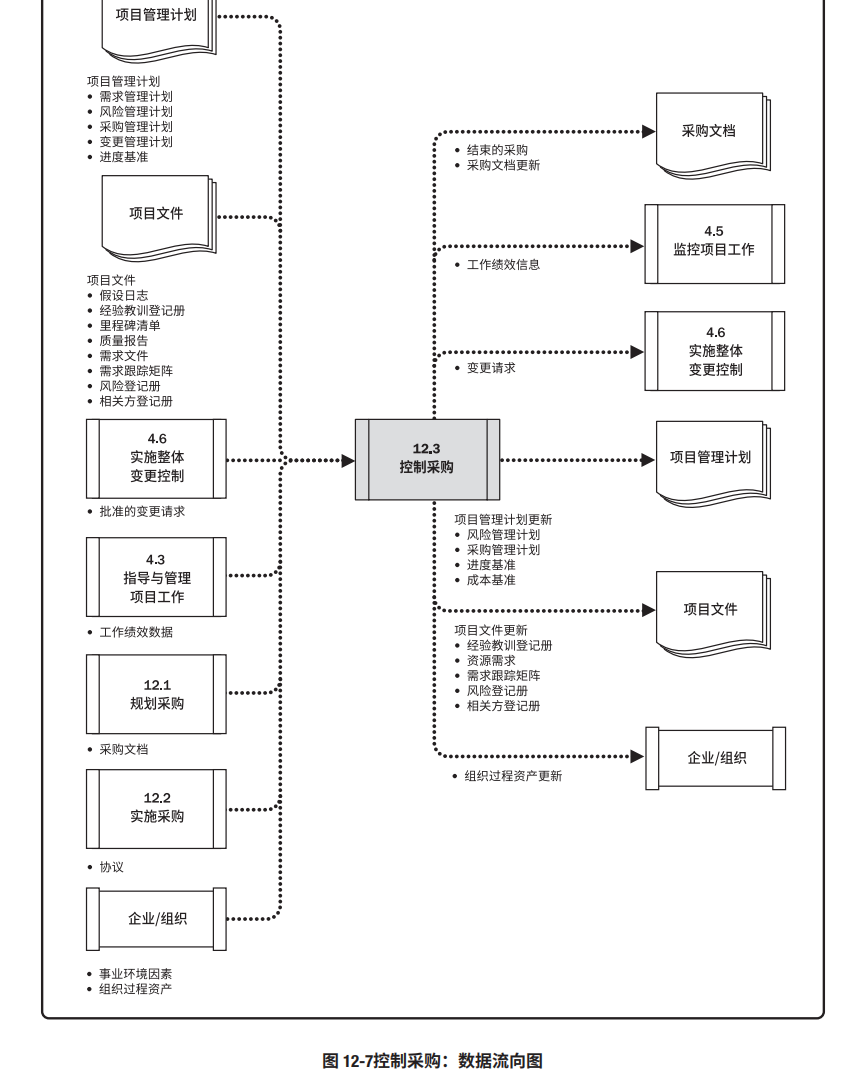 项目管理计划
项目管理计划
• 需求管理计划
• 风险管理计划
• 采购管理计划
• 变更管理计划
• 进度基准
项目文件
项目文件
• 假设日志
• 经验教训登记册
• 里程碑清单
• 质量报告
• 需求文件
• 需求跟踪矩阵
• 风险登记册
• 相关方登记册
4.6
实施整体
变更控制
• 批准的变更请求
4.3
指导与管理
项目工作
• 工作绩效数据
12.1
规划采购
• 采购文档
12.2
实施采购
• 协议
企业/组织
• 事业环境因素
• 组织过程资产
12.3
控制采购
采购文档
• 结束的采购
• 采购文档更新
4.5
监控项目工作
• 工作绩效信息
4.6
实施整体
变更控制
• 变更请求
项目管理计划
项目管理计划更新
• 风险管理计划
• 采购管理计划
• 进度基准
• 成本基准
项目文件
项目文件更新
• 经验教训登记册
• 资源需求
• 需求跟踪矩阵
• 风险登记册
• 相关方登记册
企业/组织
• 组织过程资产更新
图 12-7控制采购：数据流向图